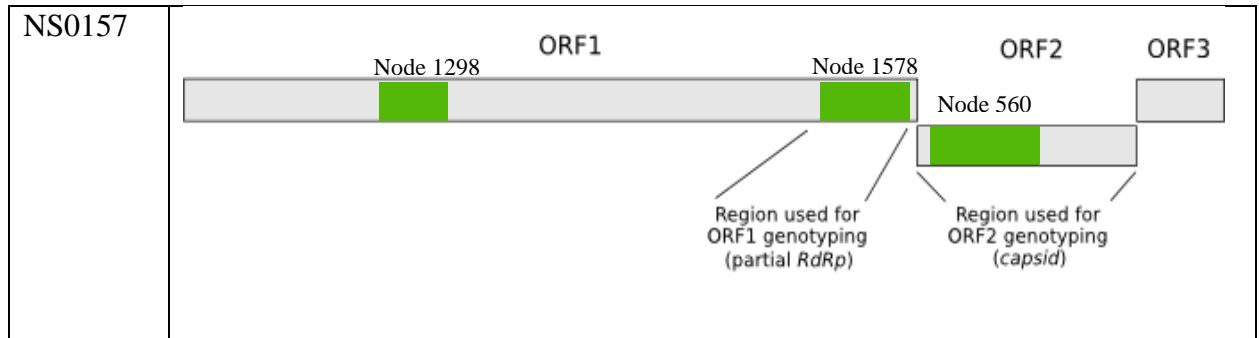 NS0157
ORF1
ORF2
ORF3
Node 1298
Node 1578
Node 560
Region used for
ORF1 genotyping
(partial RdRp)
Region used for
ORF2 genotyping
(capsid)